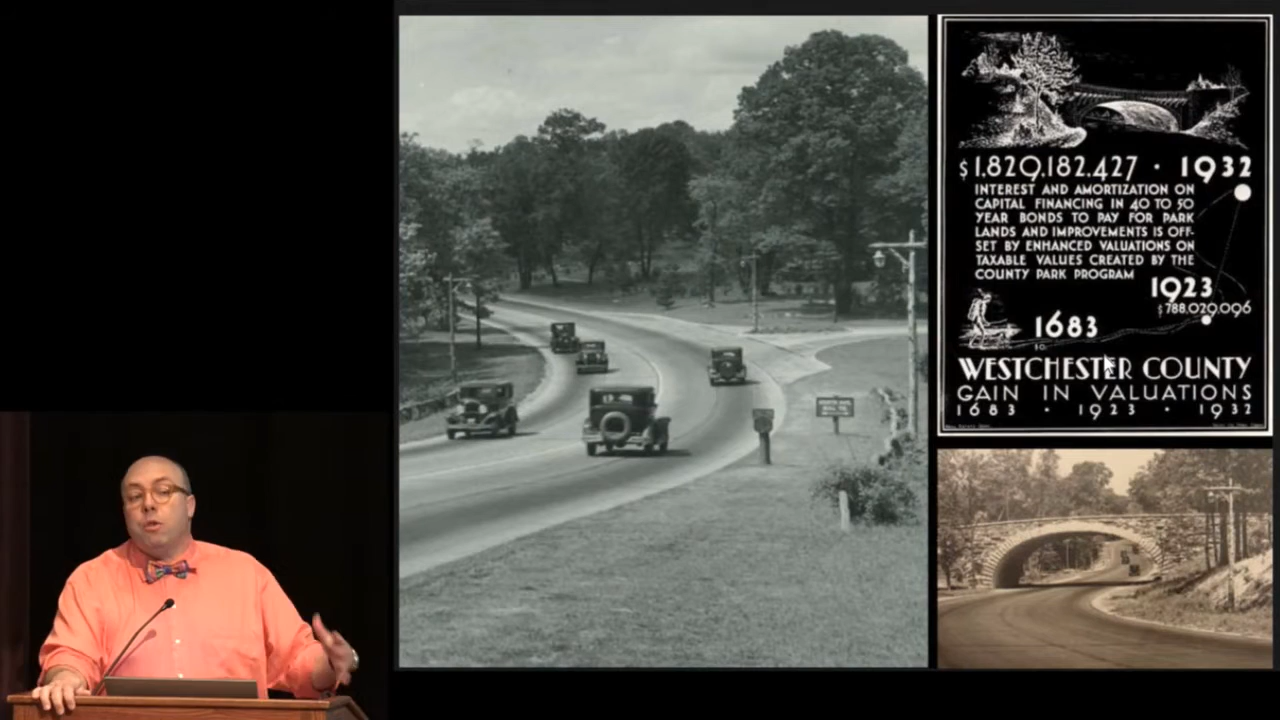 $1,829,182,427 · 1932
INTEREST AND AMORTIZATION ON
CAPITAL FINANCING IN 40 TO 50
YEAR BONDS TO PAY FOR PARK
LANDS AND IMPROVEMENTS IS OFF-
SET BY ENHANCED VALUATIONS ON
TAXABLE VALUES CREATED BY THE
COUNTY PARK PROGRAM
1923
$788,029,096
1683
WESTCHESTER COUNTY
GAIN IN VALUATIONS
1683 · 1923 · 1932